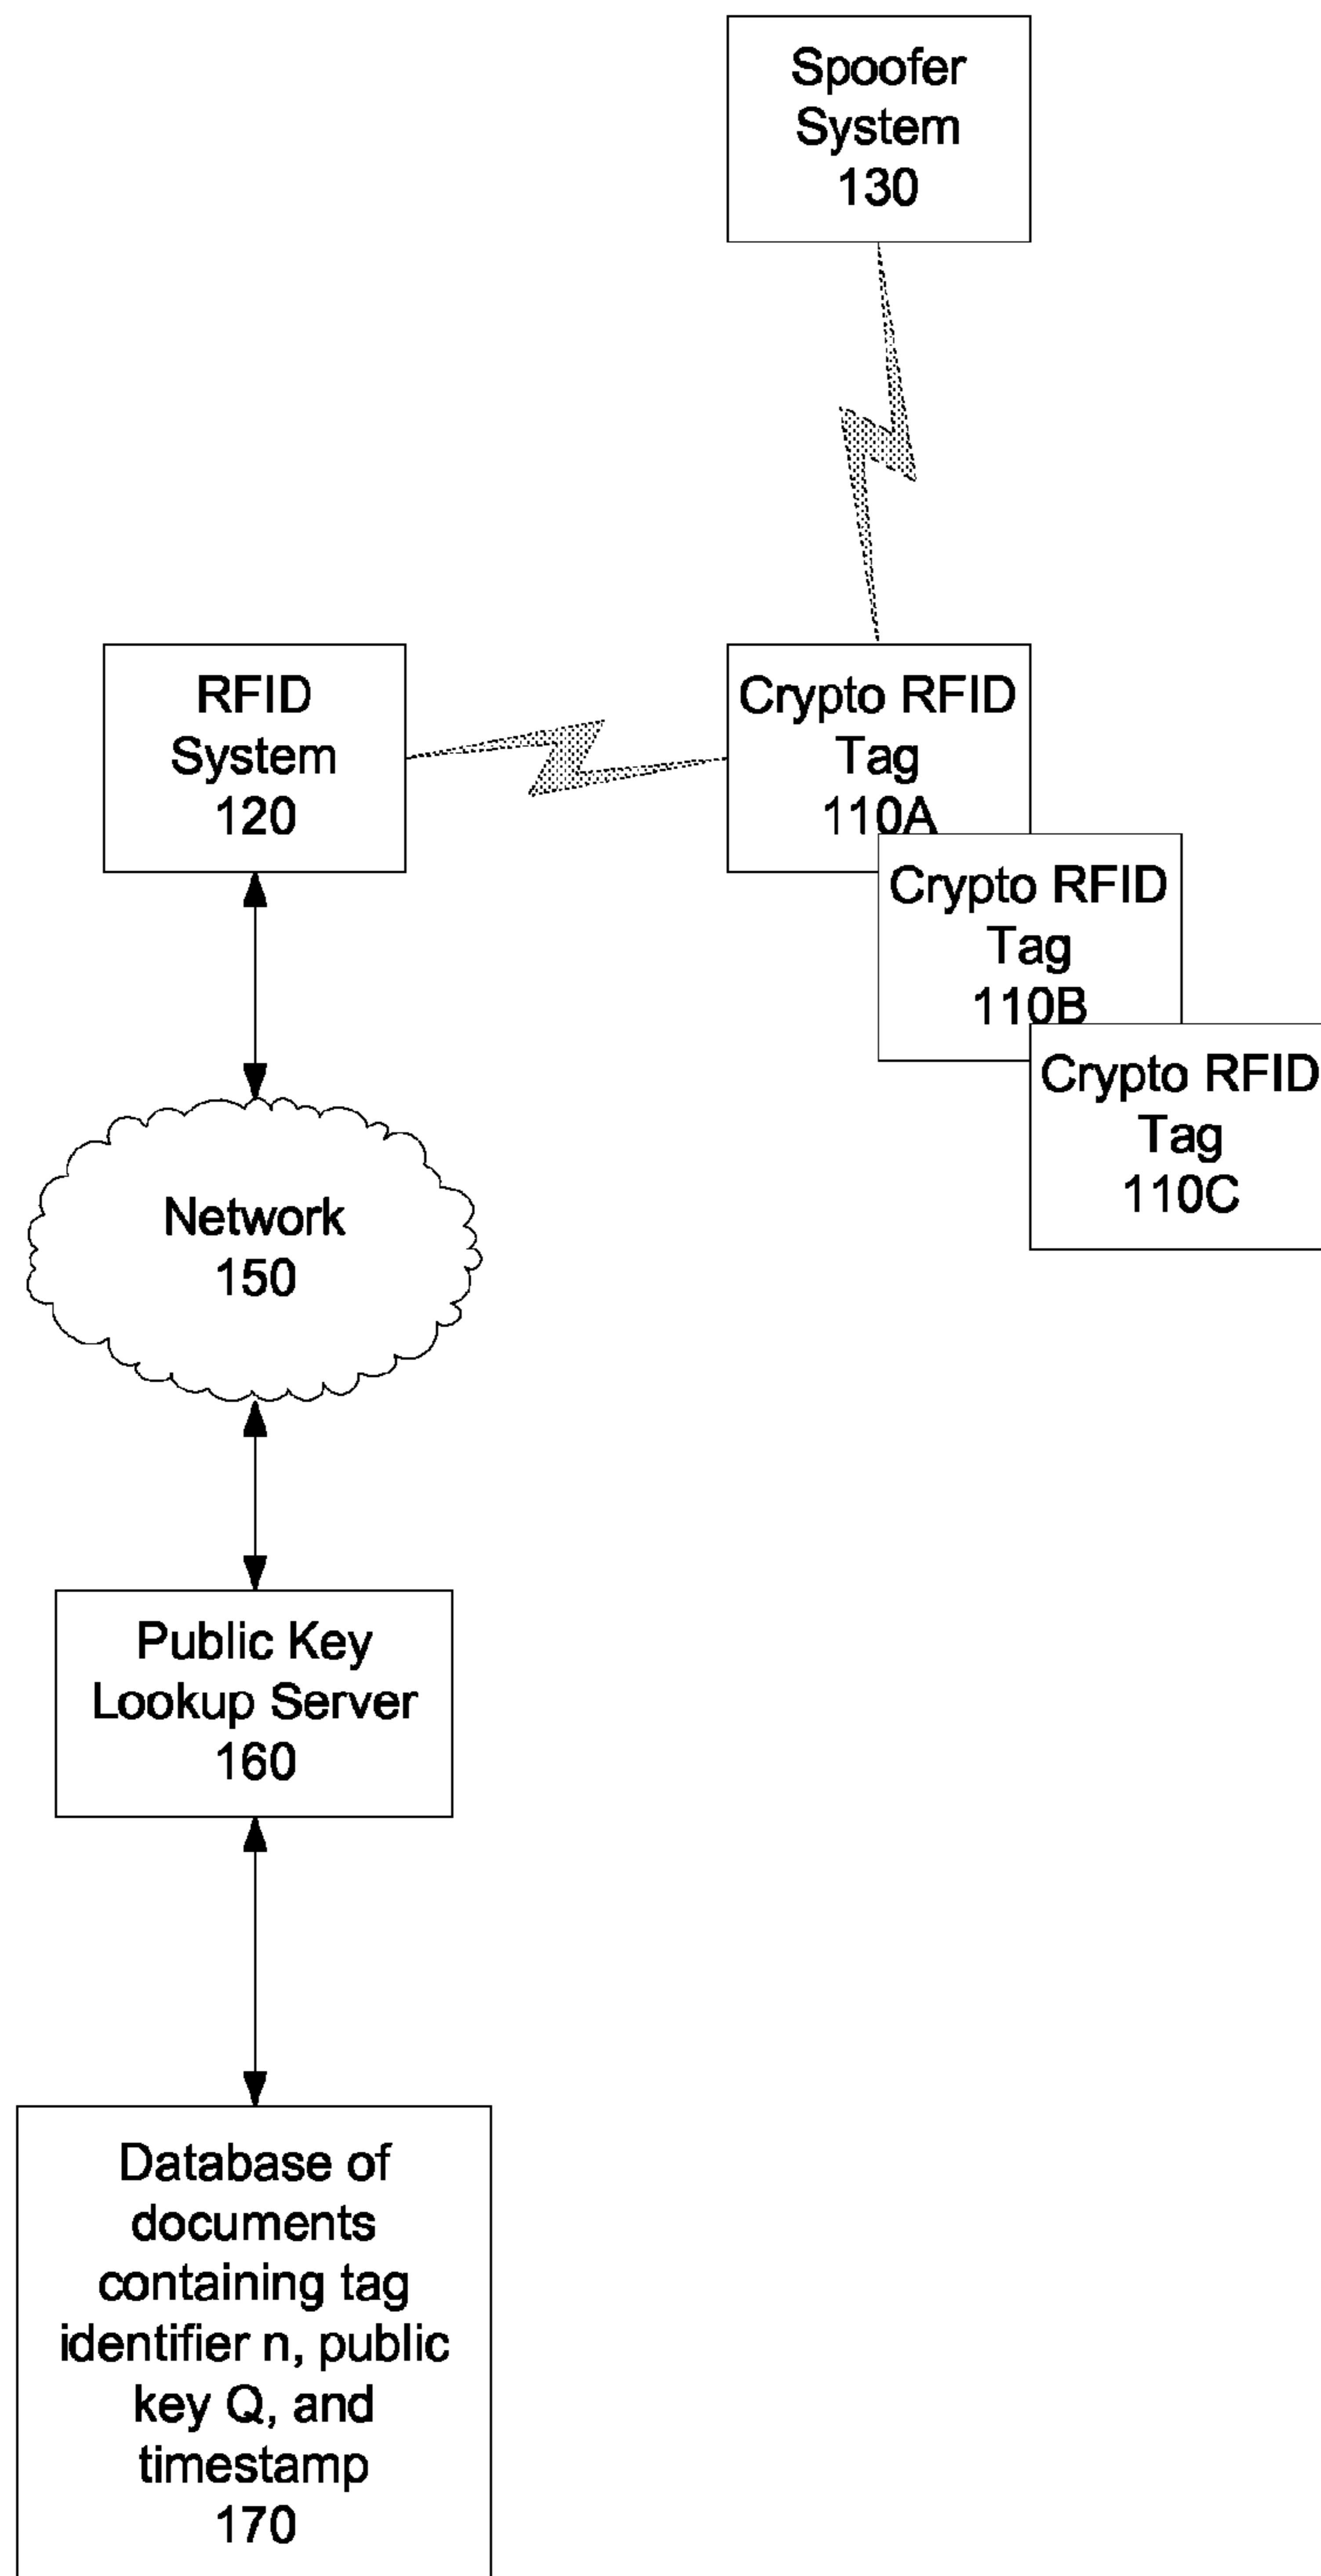 Spoofer
System
130
RFID
System
120
Crypto RFID
Tag
110A
Crypto RFID
Tag
110B
Crypto RFID
Tag
110C
Network
150
Public Key
Lookup Server
160
Database of
documents
containing tag
identifier n, public
key Q, and
timestamp
170